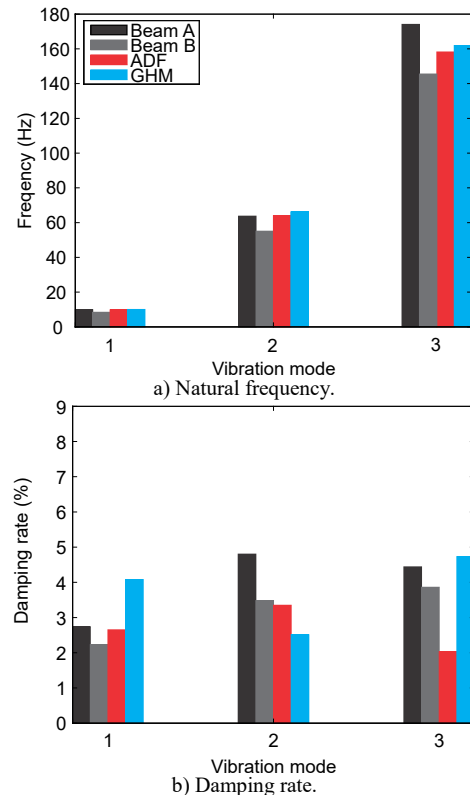 180
160
140
120
100
80
60
40
20
0
Beam A
Beam B
ADF
GHM
Freqency (Hz)
1 2 3
Vibration mode
a) Natural frequency.
9
8
7
6
5
4
3
2
1
0
Damping rate (%)
1 2 3
Vibration mode
b) Damping rate.